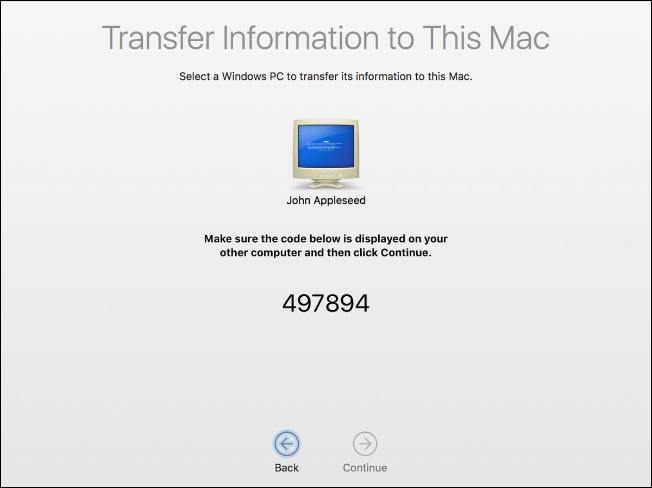 Transfer Information to This Mac
Select a Windows PC to transfer its information to this Mac.
John Appleseed
Make sure the code below is displayed on your
other computer and then click Continue.
497894
Back
Continue